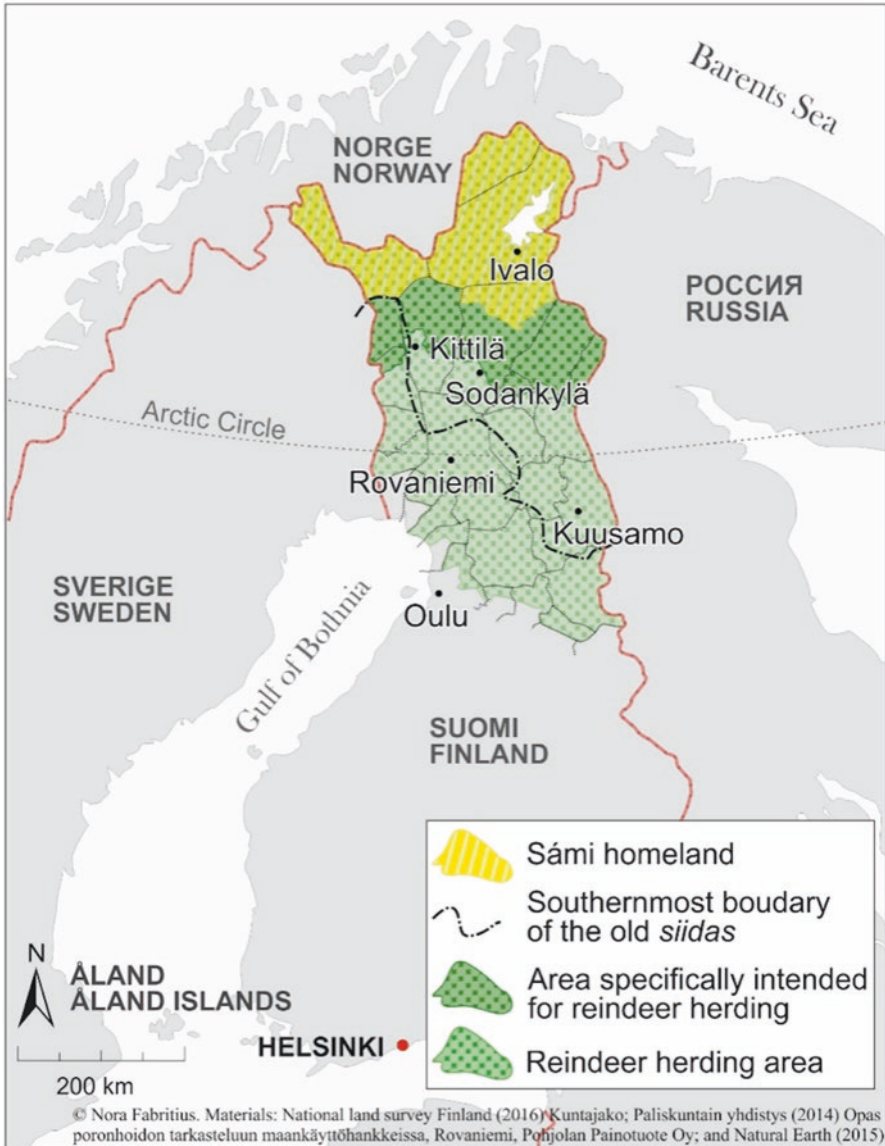 Barents Sea
NORGE
NORWAY
Ivalo
РОССИЯ
RUSSIA
Kittilä
Sodankylä
Arctic Circle
Rovaniemi
Kuusamo
SVERIGE
SWEDEN
Oulu
Gulf of Bothnia
SUOMI
FINLAND
Sámi homeland
Southernmost boudary
of the old siidas
Area specifically intended
for reindeer herding
Reindeer herding area
N
ÅLAND
ÅLAND ISLANDS
HELSINKI
200 km
© Nora Fabritius. Materials: National land survey Finland (2016) Kuntajako; Paliskuntain yhdistys (2014) Opas
poronhoidon tarkasteluun maankäyttöhankkeissa, Rovaniemi, Pohjolan Painotuote Oy; and Natural Earth (2015)